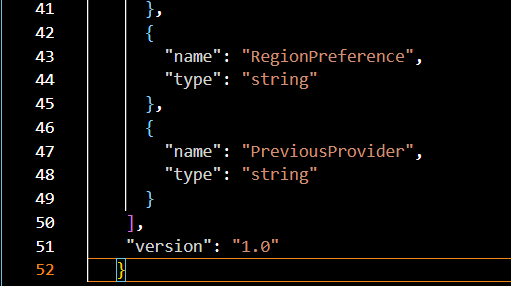 41 },
42 {
43 "name": "RegionPreference",
44 "type": "string"
45 },
46 {
47 "name": "PreviousProvider",
48 "type": "string"
49 }
50 ],
51 "version": "1.0"
52 }